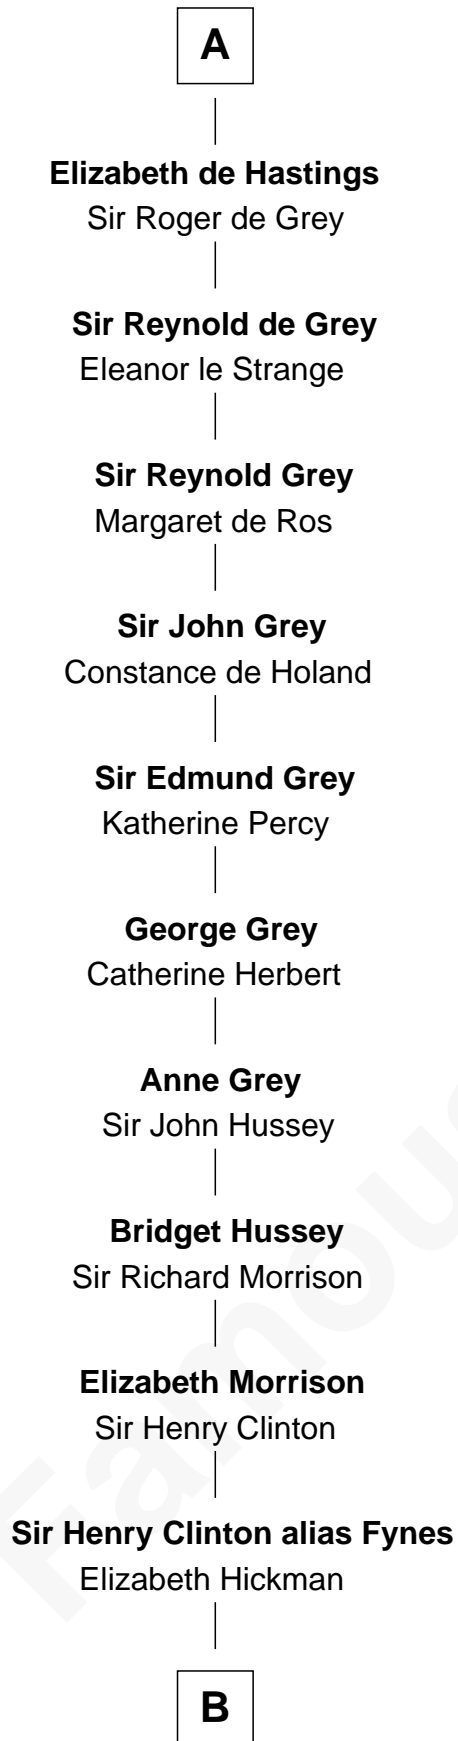 A
Elizabeth de Hastings
Sir Roger de Grey
Sir Reynold de Grey
Eleanor le Strange
Sir Reynold Grey
Margaret de Ros
Sir John Grey
Constance de Holand
Sir Edmund Grey
Katherine Percy
George Grey
Catherine Herbert
Anne Grey
Sir John Hussey
Bridget Hussey
Sir Richard Morrison
Elizabeth Morrison
Sir Henry Clinton
Sir Henry Clinton alias Fynes
Elizabeth Hickman
B
Famous